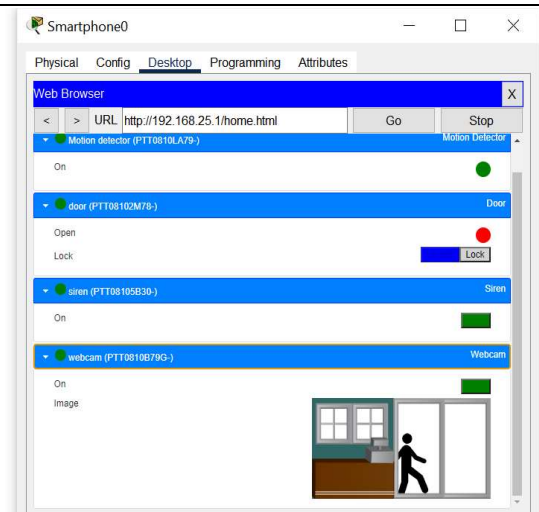 Smartphone0
Physical Config Desktop Programming Attributes
Web Browser X
< > URL http://192.168.25.1/home.html Go Stop
Motion detector (PTT0810LA79-) Motion Detector
On
door (PTT08102M78-) Door
Open
Lock Lock
siren (PTT08105B30-) Siren
On
webcam (PTT0810B79G-) Webcam
On
Image